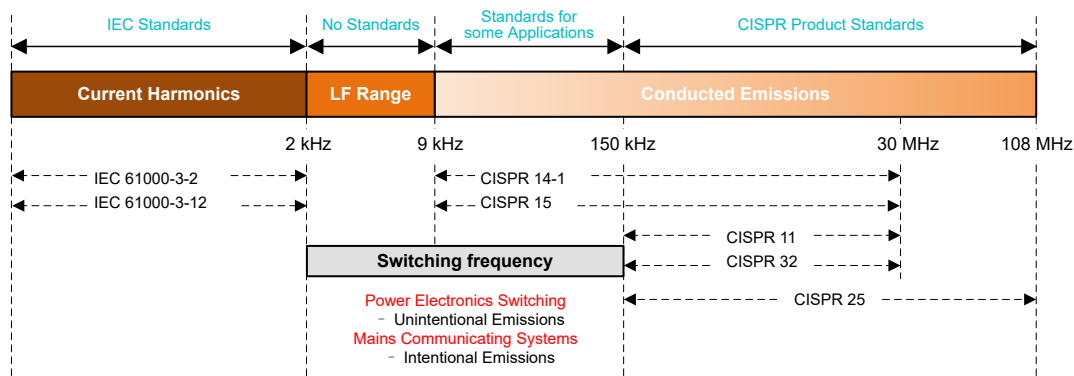 IEC Standards
No Standards
Standards for
some Applications
CISPR Product Standards
Current Harmonics
LF Range
Conducted Emissions
2 kHz
9 kHz
150 kHz
30 MHz
108 MHz
IEC 61000-3-2
CISPR 14-1
IEC 61000-3-12
CISPR 15
CISPR 11
Switching frequency
CISPR 32
Power Electronics Switching
CISPR 25
− Unintentional Emissions
Mains Communicating Systems
− Intentional Emissions